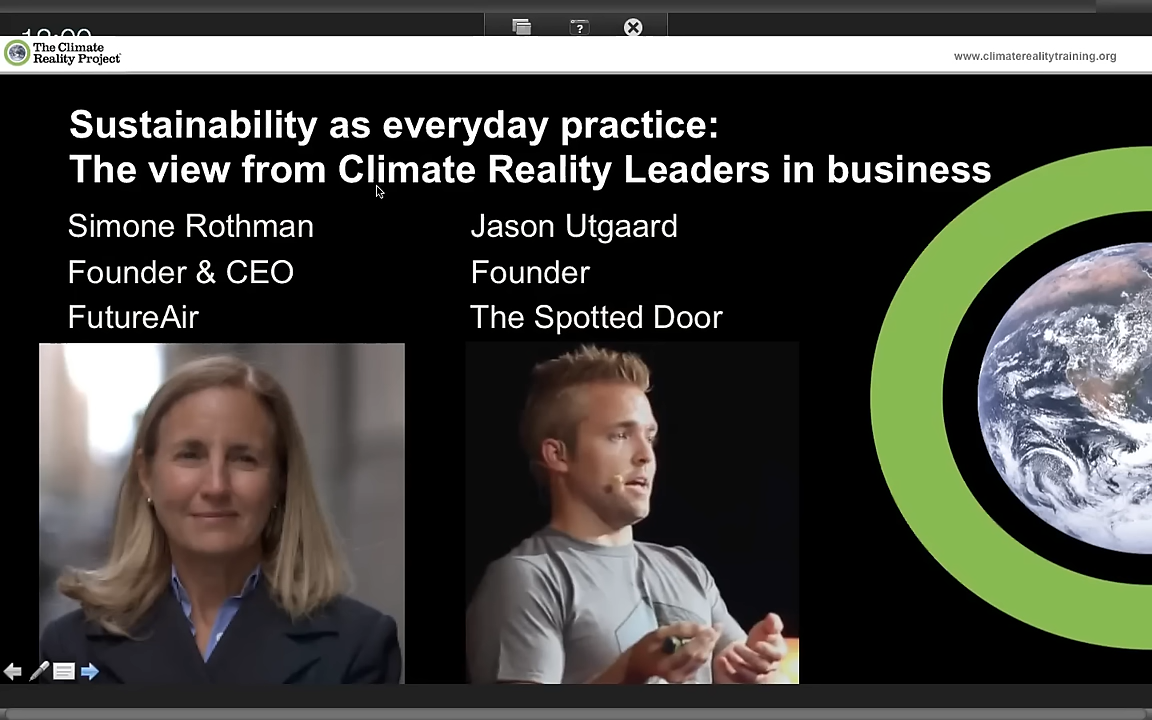 The Climate
Reality Project
www.climaterealitytraining.org
Sustainability as everyday practice:
The view from Climate Reality Leaders in business
Simone Rothman
Founder & CEO
FutureAir
Jason Utgaard
Founder
The Spotted Door